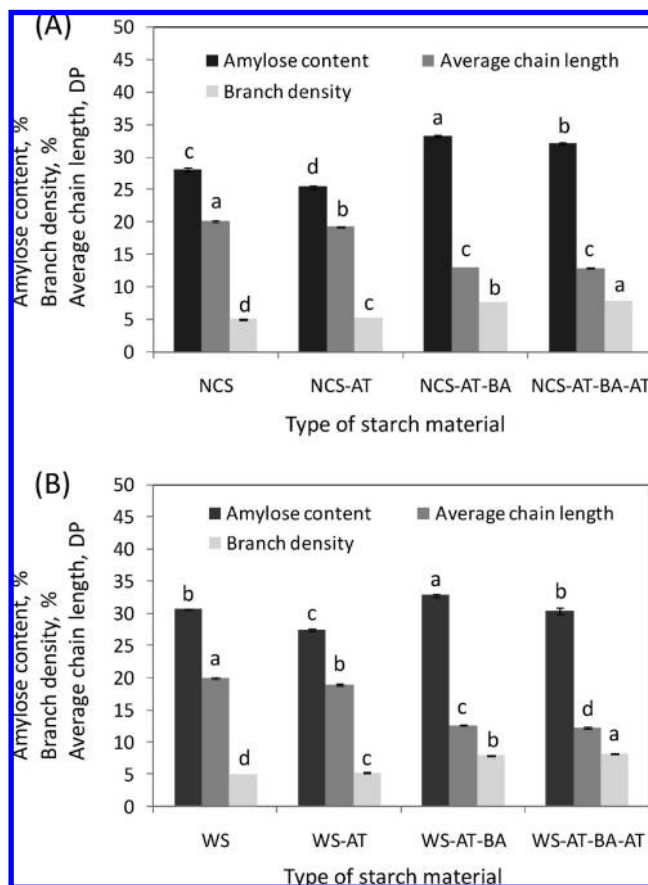 (A)
50
45
40
35
30
25
20
15
10
5
0
Amylose content, %
Branch density, %
Average chain length, DP
Amylose content
Average chain length
Branch density
c
a
d
d
b
c
a
c
b
b
c
a
NCS
NCS-AT
NCS-AT-BA
NCS-AT-BA-AT
Type of starch material
(B)
50
45
40
35
30
25
20
15
10
5
0
Amylose content, %
Branch density, %
Average chain length, DP
Amylose content
Average chain length
Branch density
b
a
d
c
b
c
a
c
b
b
d
a
WS
WS-AT
WS-AT-BA
WS-AT-BA-AT
Type of starch material